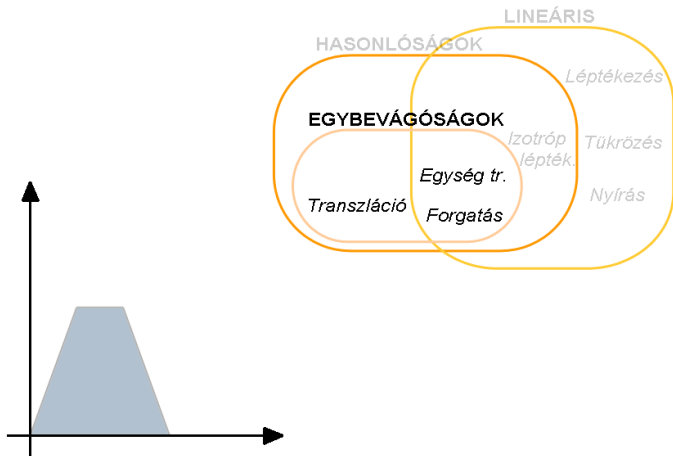 LINEÁRIS
HASONLÓSÁGOK
Léptékezés
EGYBEVÁGÓSÁGOK
Izotróp
lépték.
Tükrözés
Egység tr.
Nyírás
Transzláció
Forgatás